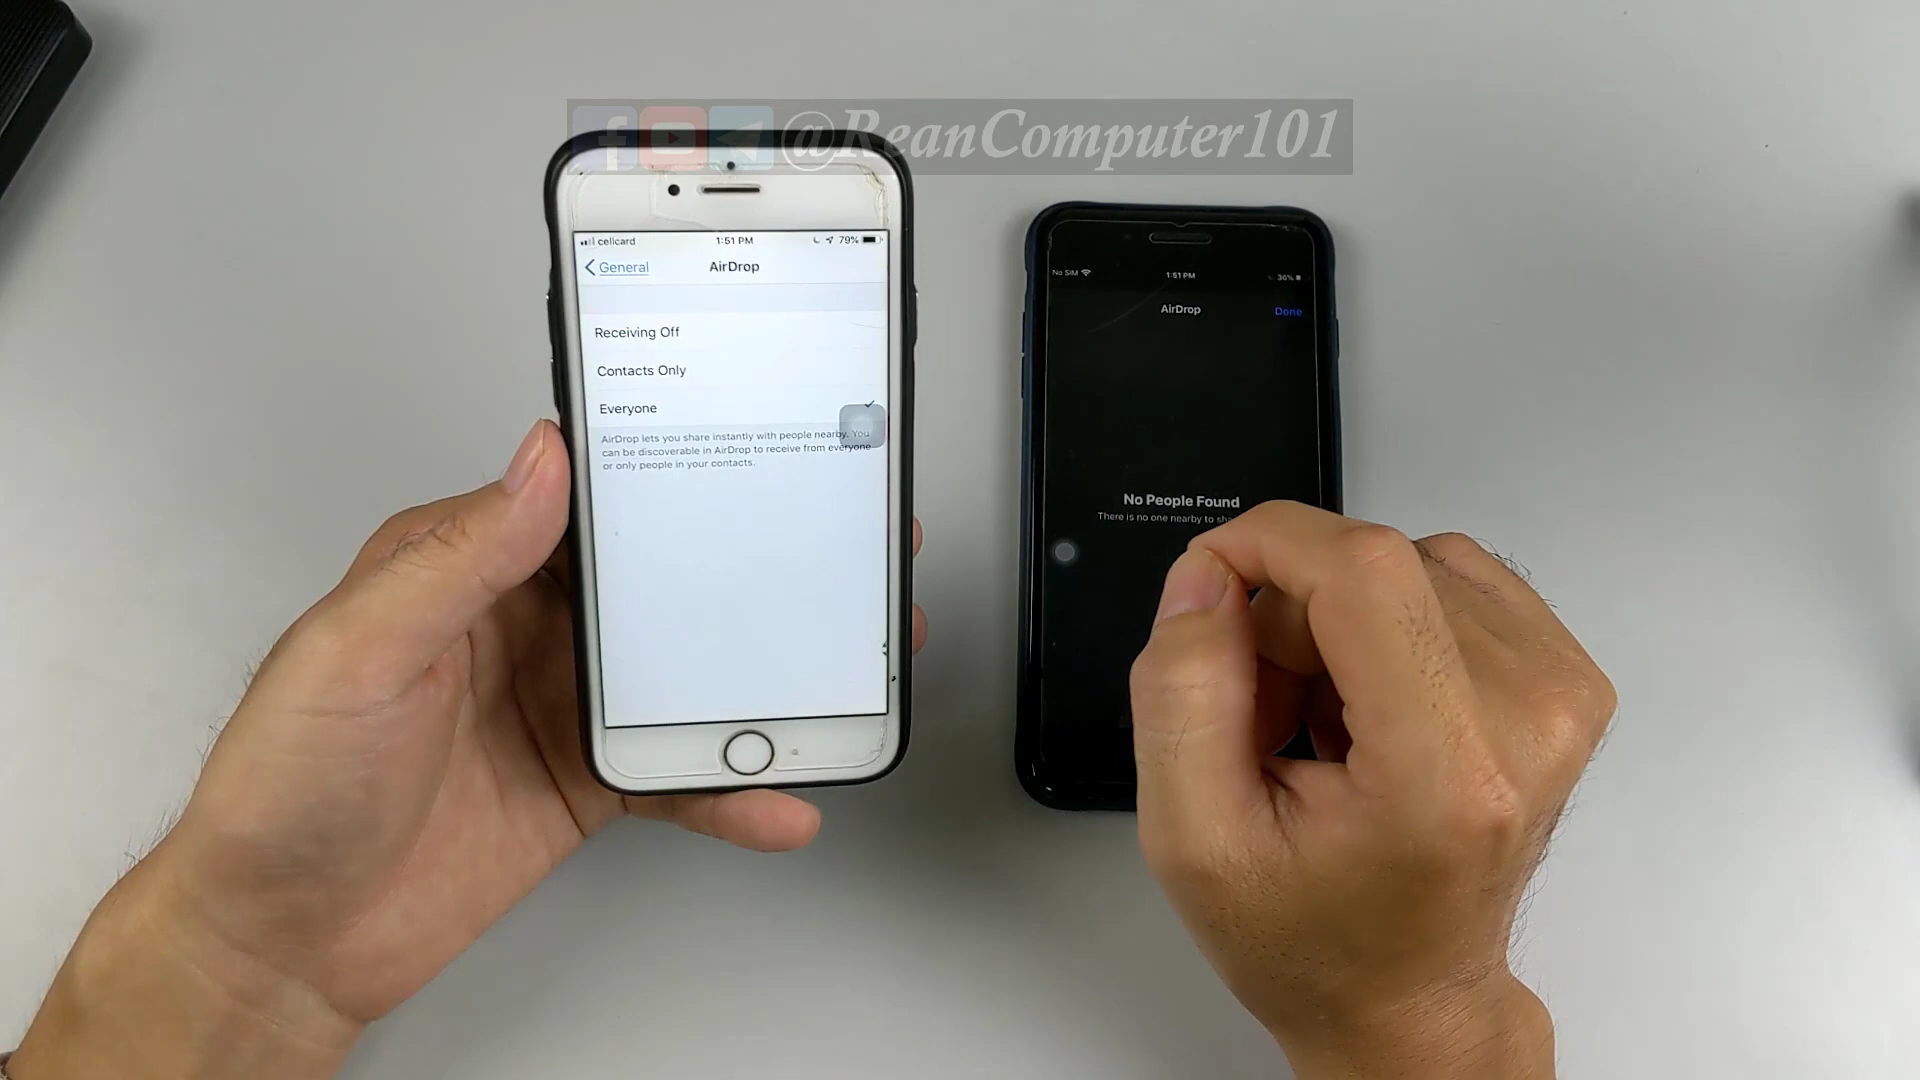 @ReanComputer101
cellcard
1:51 PM
79%
General
AirDrop
Receiving Off
Contacts Only
Everyone
AirDrop lets you share instantly with people nearby. You
can be discoverable in AirDrop to receive from everyone
or only people in your contacts.
No SIM
1:51 PM
36%
AirDrop
Done
No People Found
There is no one nearby to